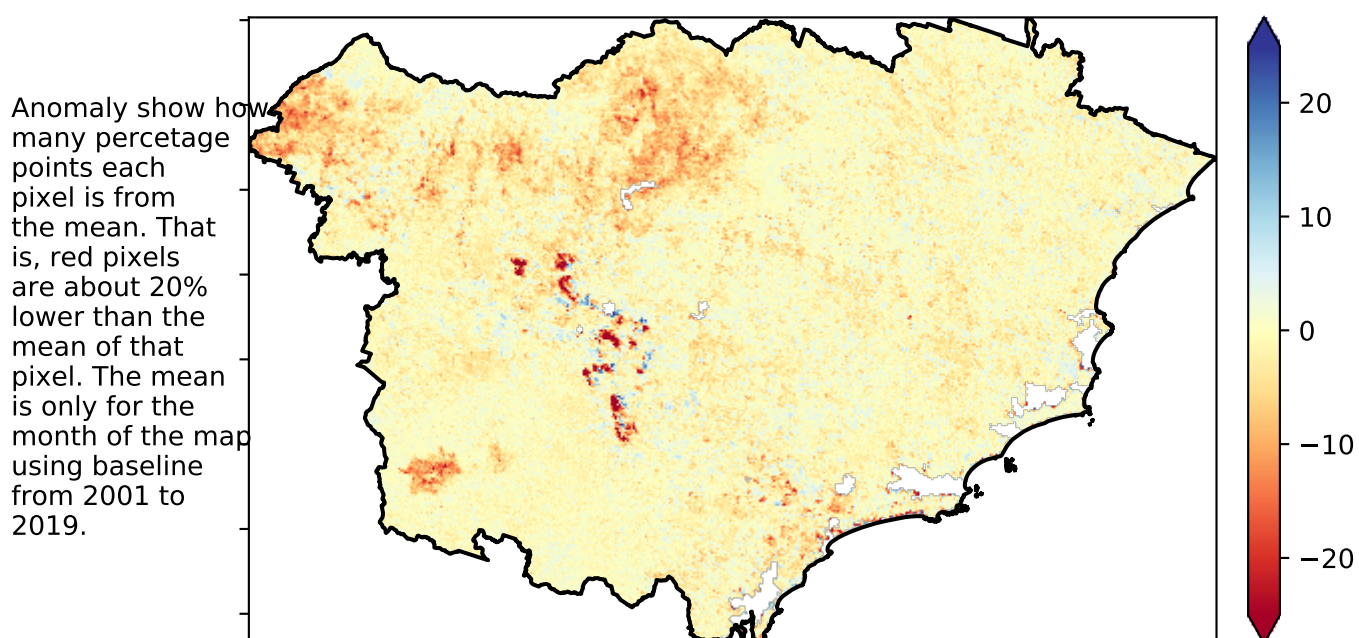 Anomaly show how
many percetage
points each
pixel is from
the mean. That
is, red pixels
are about 20%
lower than the
mean of that
pixel. The mean
is only for the
month of the map
using baseline
from 2001 to
2019.
20
10
0
−10
−20